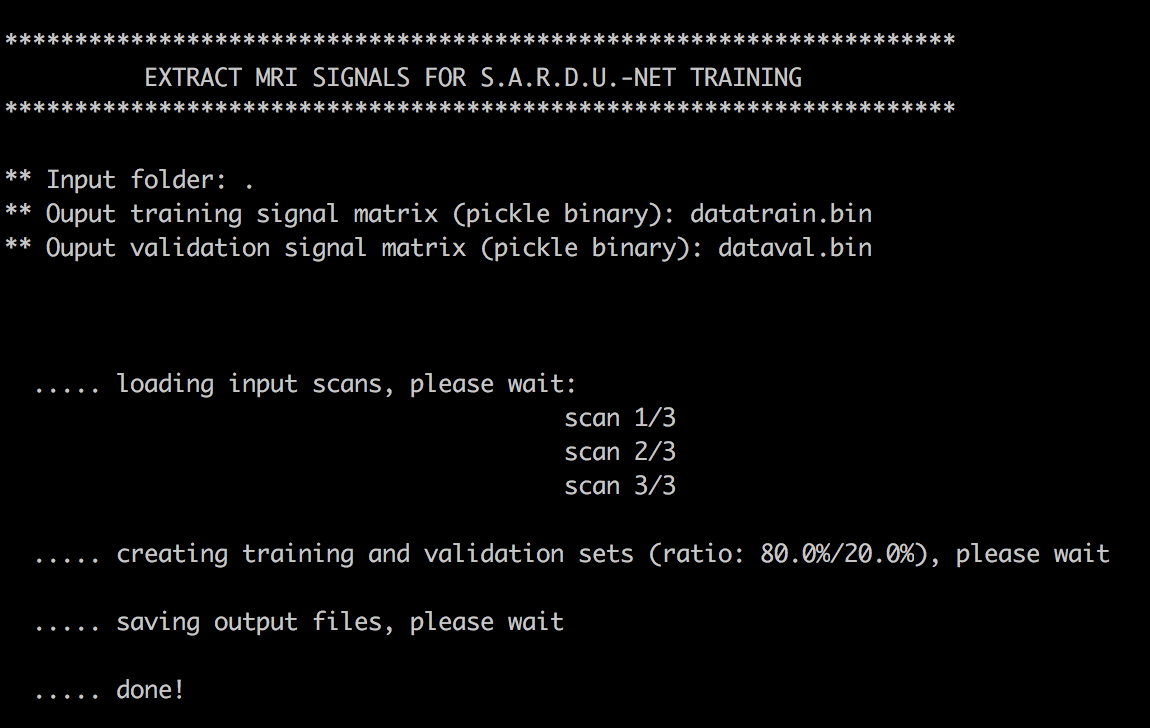 ********************************************************************
EXTRACT MRI SIGNALS FOR S.A.R.D.U.-NET TRAINING
********************************************************************
** Input folder: .
** Ouput training signal matrix (pickle binary): datatrain.bin
** Ouput validation signal matrix (pickle binary): dataval.bin
..... loading input scans, please wait:
scan 1/3
scan 2/3
scan 3/3
..... creating training and validation sets (ratio: 80.0%/20.0%), please wait
..... saving output files, please wait
..... done!